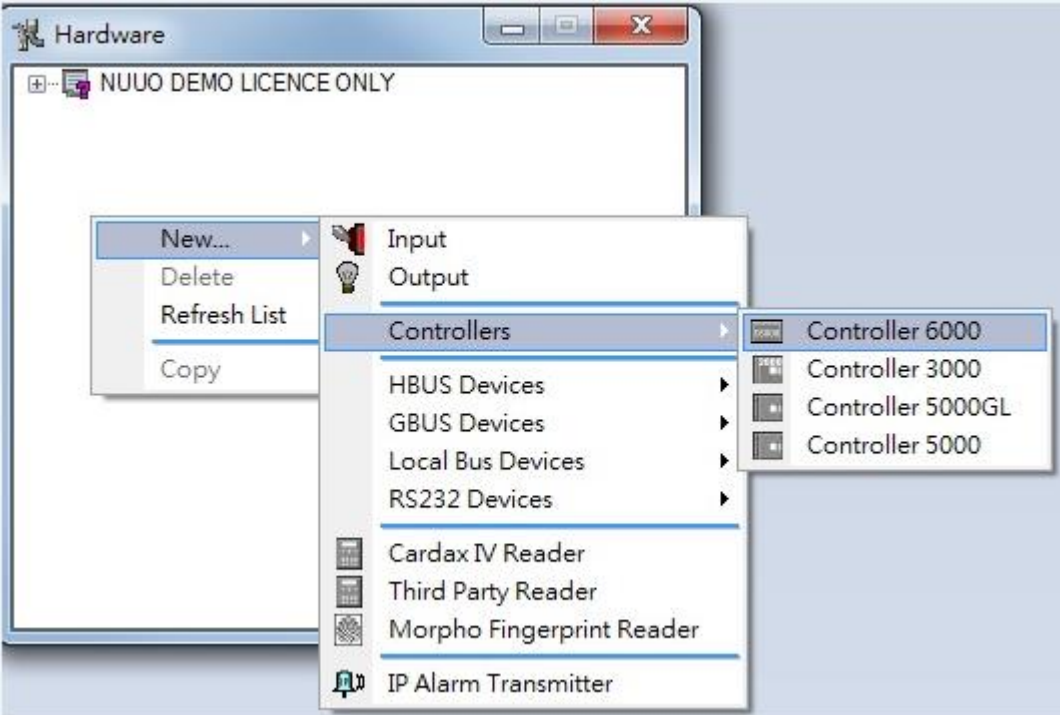 Hardware
NUUO DEMO LICENCE ONLY
New...
Delete
Refresh List
Copy
Input
Output
Controllers
HBUS Devices
GBUS Devices
Local Bus Devices
RS232 Devices
Cardax IV Reader
Third Party Reader
Morpho Fingerprint Reader
IP Alarm Transmitter
Controller 6000
Controller 3000
Controller 5000GL
Controller 5000